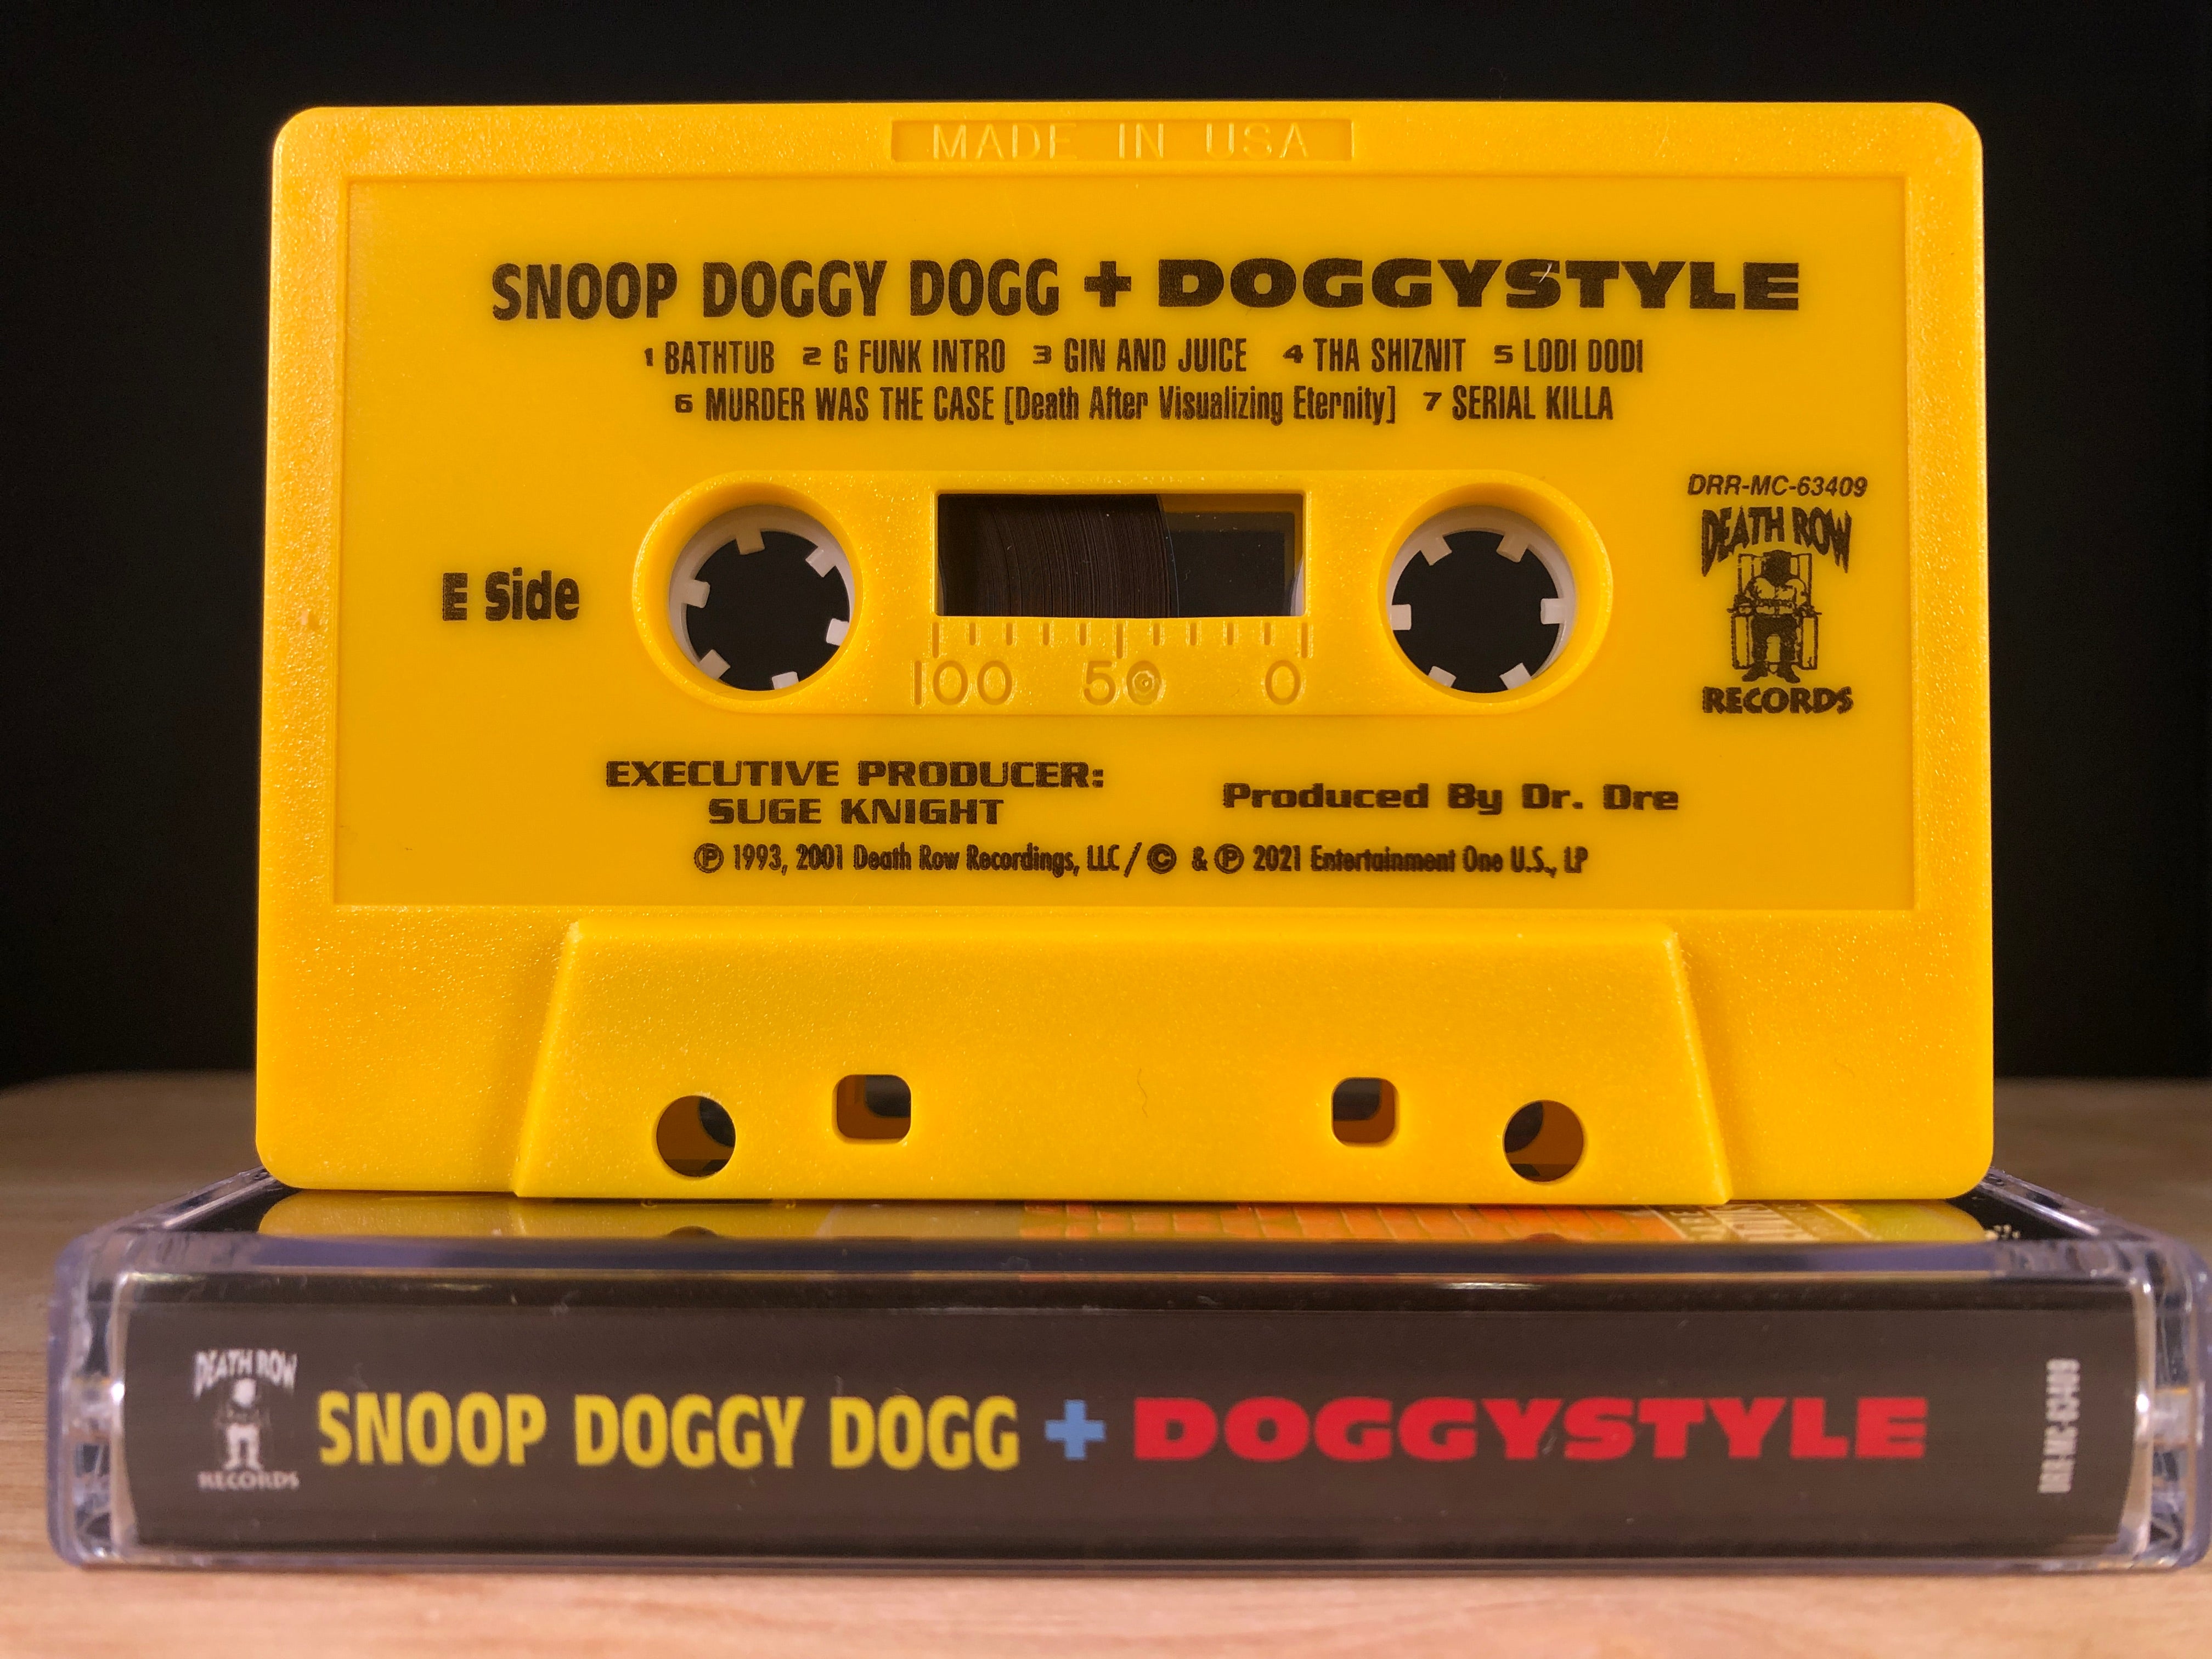 MADE IN USA
SNOOP DOGGY DOGG + DOGGYSTYLE
1 BATHTUB 2 G FUNK INTRO 3 GIN AND JUICE 4 THA SHIZNIT 5 LODI DODI
6 MURDER WAS THE CASE [Death After Visualizing Eternity] 7 SERIAL KILLA
DRR-MC-63409
DEATH ROW
RECORDS
E Side
100 50 0
EXECUTIVE PRODUCER:
SUGE KNIGHT
Produced By Dr. Dre
℗ 1993, 2001 Death Row Recordings, LLC / © & ℗ 2021 Entertainment One U.S., LP
DEATH ROW
RECORDS
SNOOP DOGGY DOGG + DOGGYSTYLE
DRR-MC-63409